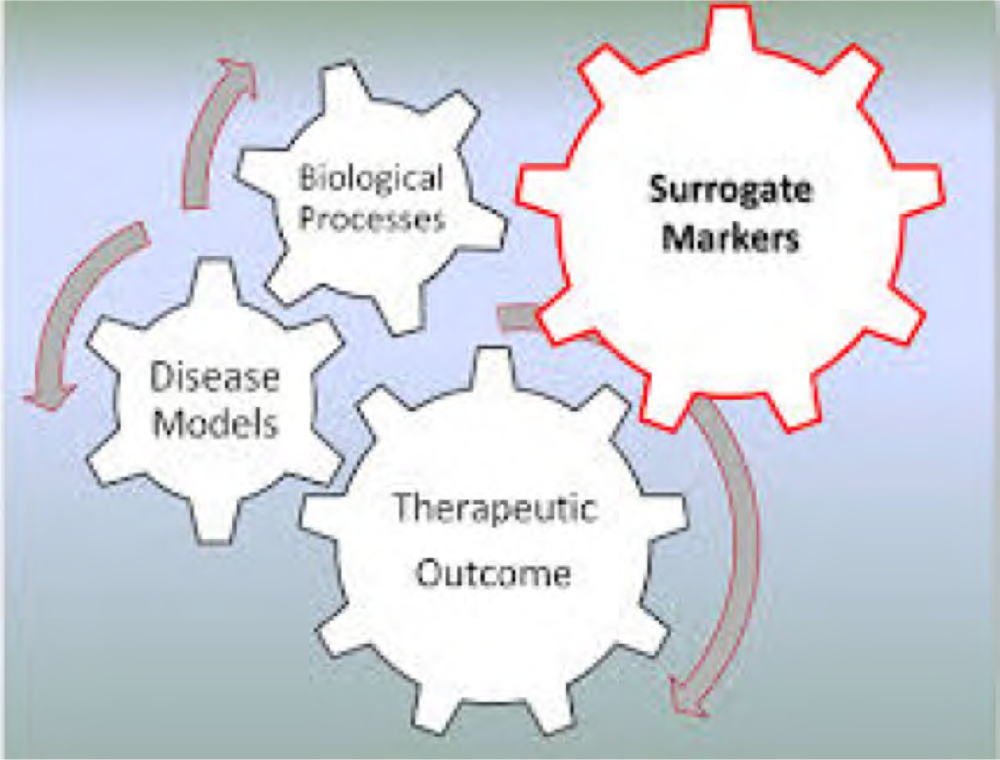 Biological
Processes
Surrogate
Markers
Disease
Models
Therapeutic
Outcome